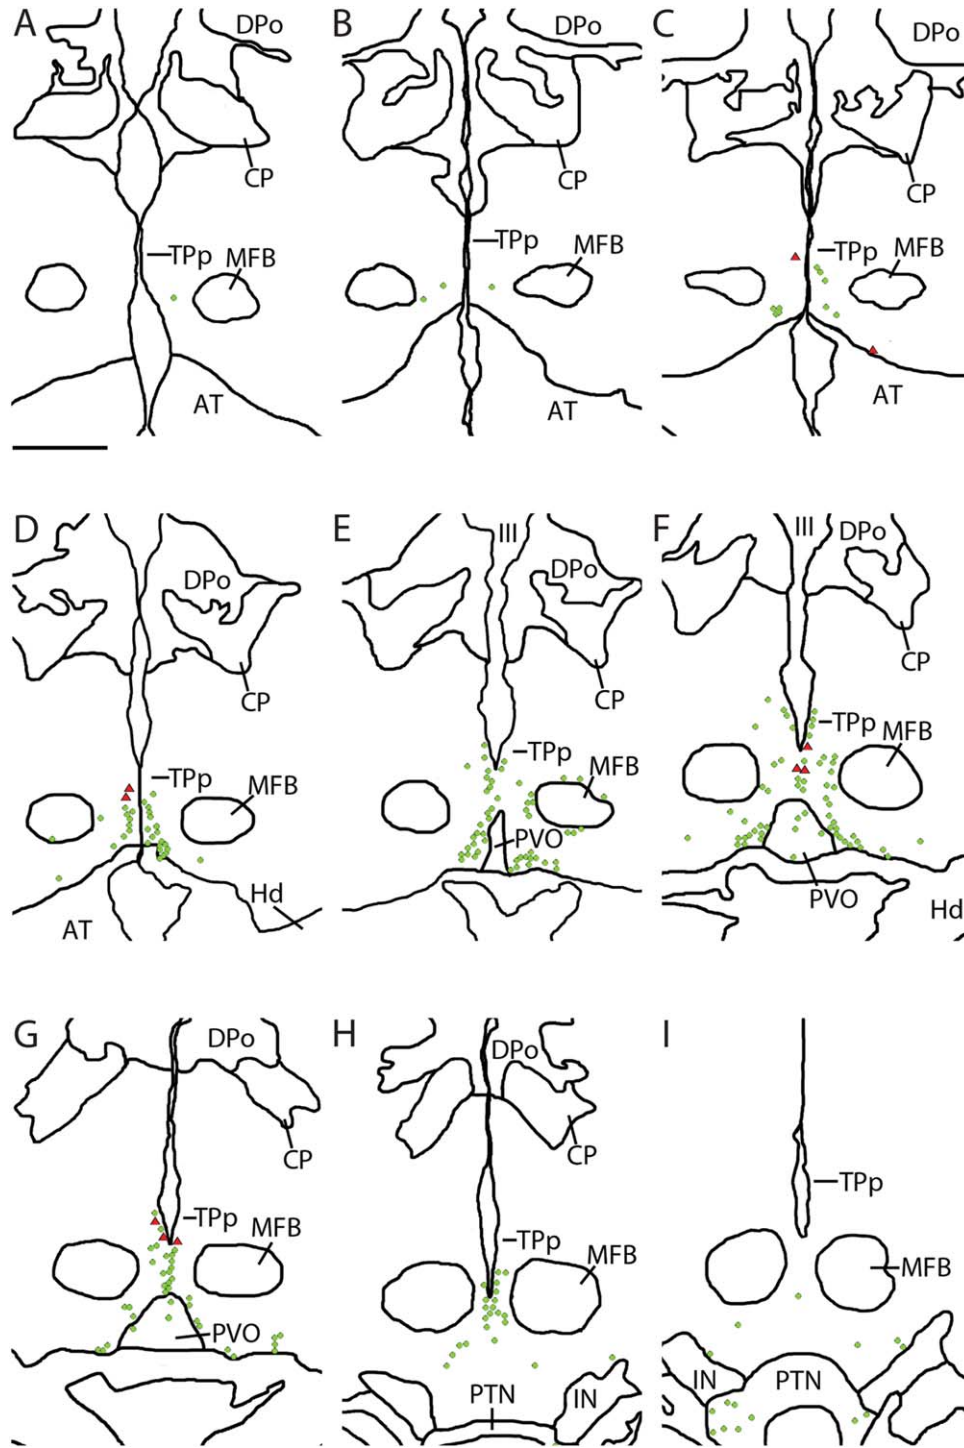 A
DPo
CP
TPp
MFB
AT
B
DPo
CP
TPp
MFB
AT
C
DPo
CP
TPp
MFB
AT
D
DPo
CP
TPp
MFB
Hd
AT
E
III
DPo
CP
TPp
MFB
PVO
F
III
DPo
CP
TPp
MFB
PVO
Hd
G
DPo
CP
TPp
MFB
PVO
H
DPo
CP
TPp
MFB
PTN
IN
I
TPp
MFB
IN
PTN